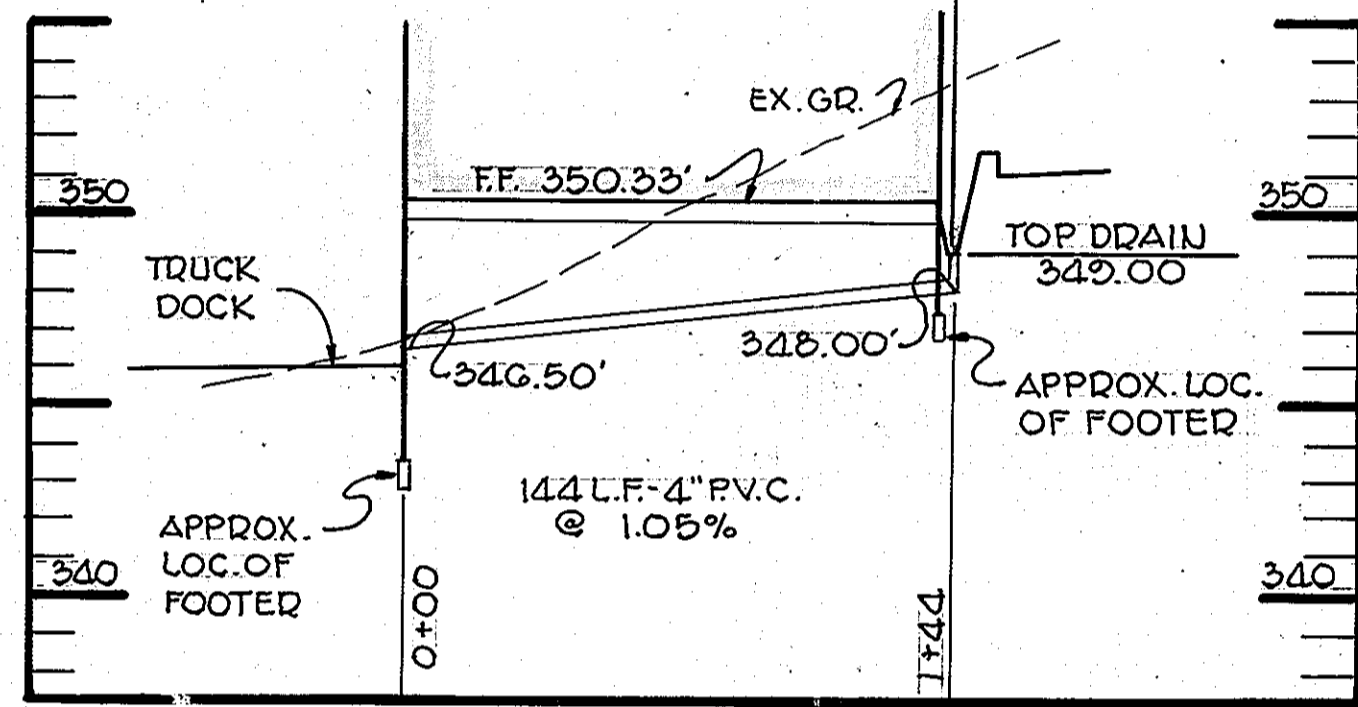 EX. GR.
F.F. 350.33'
350
350
TOP DRAIN
349.00
TRUCK
DOCK
346.50'
348.00'
APPROX. LOC.
OF FOOTER
144 L.F.-4" P.V.C.
@ 1.05%
APPROX.
LOC. OF
FOOTER
340
340
0+00
1+44